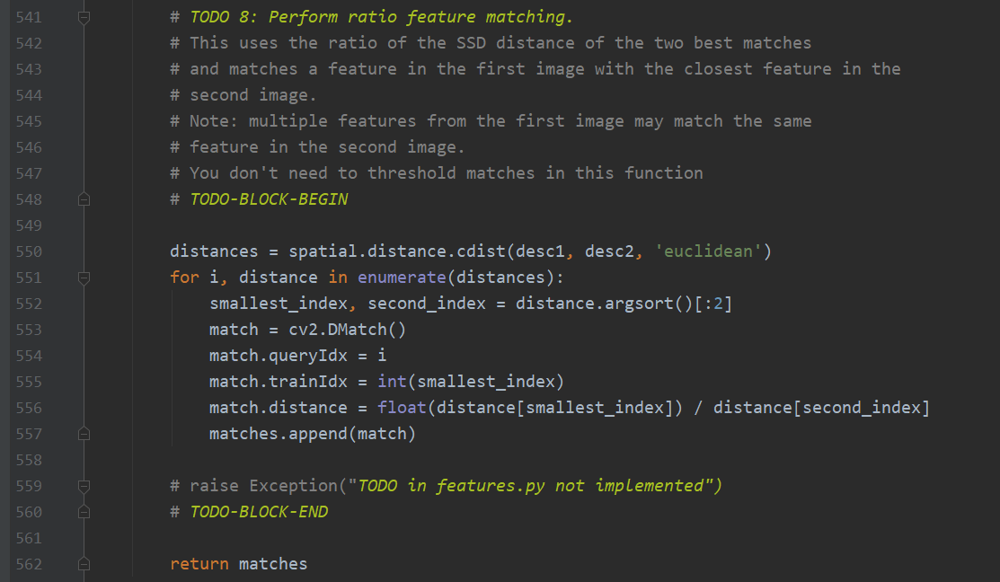 541 # TODO 8: Perform ratio feature matching.
542 # This uses the ratio of the SSD distance of the two best matches
543 # and matches a feature in the first image with the closest feature in the
544 # second image.
545 # Note: multiple features from the first image may match the same
546 # feature in the second image.
547 # You don't need to threshold matches in this function
548 # TODO-BLOCK-BEGIN
549
550 distances = spatial.distance.cdist(desc1, desc2, 'euclidean')
551 for i, distance in enumerate(distances):
552     smallest_index, second_index = distance.argsort()[:2]
553     match = cv2.DMatch()
554     match.queryIdx = i
555     match.trainIdx = int(smallest_index)
556     match.distance = float(distance[smallest_index]) / distance[second_index]
557     matches.append(match)
558
559 # raise Exception("TODO in features.py not implemented")
560 # TODO-BLOCK-END
561
562 return matches